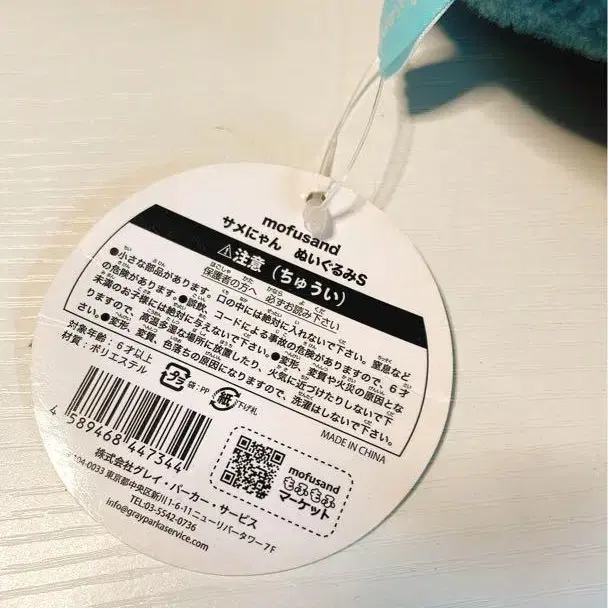 mofusand
サメにゃん ぬいぐるみS
⚠注意（ちゅうい）
保護者の方へ 必ずお読み下さい
●小さな部品があります。口の中には絶対に入れないで下さい。窒息など
の危険があります。●誤飲、コードによる事故の危険がありますので、6才
未満のお子様には絶対に与えないで下さい。●変形、変質や火災の原因とな
りますので、高温多湿な場所に放置したり、火気に近づけたりしないで下
さい。●変形、変質、色落ちの原因になりますので、洗濯はしないで下さい。
対象年齢：6才以上
材質：ポリエステル
MADE IN CHINA
プラ
袋：PP
紙
下げ札
4 589468 447344
mofusand
もふもふ
マーケット
株式会社グレイ・パーカー・サービス
〒104-0033 東京都中央区新川1-6-11ニューリバータワー7F
TEL:03-5542-0736
info@grayparkaservice.com